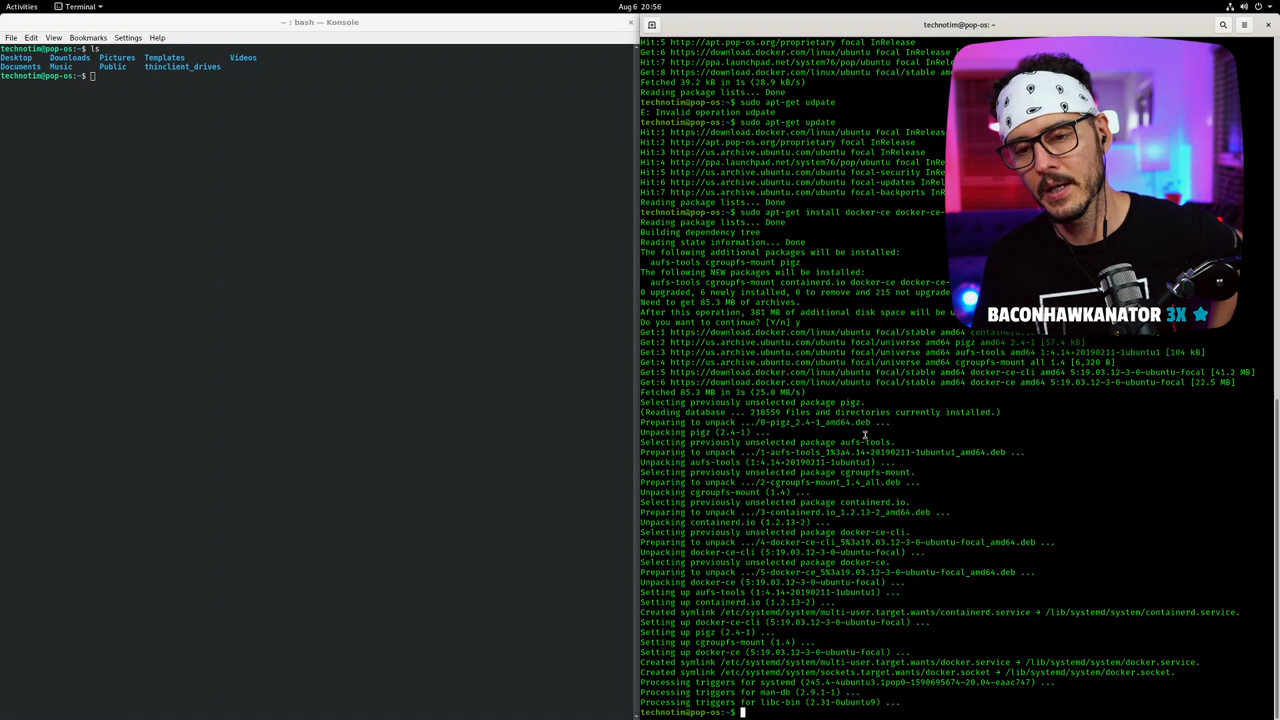 Activities
Terminal
Aug 6 20:56
~ : bash — Konsole
×
File Edit View Bookmarks Settings Help
technotim@pop-os:~$ ls
Desktop Downloads Pictures Templates Videos
Documents Music Public thinclient_drives
technotim@pop-os:~$
technotim@pop-os: ~
×
Hit:5 http://apt.pop-os.org/proprietary focal InRelease
Get:6 https://download.docker.com/linux/ubuntu focal InRelease
Hit:7 http://ppa.launchpad.net/system76/pop/ubuntu focal InRe
Get:8 https://download.docker.com/linux/ubuntu focal/stable am
Fetched 39.2 kB in 1s (28.9 kB/s)
Reading package lists... Done
technotim@pop-os:~$ sudo apt-get udpate
E: Invalid operation udpate
technotim@pop-os:~$ sudo apt-get update
Hit:1 https://download.docker.com/linux/ubuntu focal InReleas
Hit:2 http://apt.pop-os.org/proprietary focal InRelease
Hit:3 http://us.archive.ubuntu.com/ubuntu focal InRelease
Hit:4 http://ppa.launchpad.net/system76/pop/ubuntu focal InRe
Hit:5 http://us.archive.ubuntu.com/ubuntu focal-security InRe
Hit:6 http://us.archive.ubuntu.com/ubuntu focal-updates InRel
Hit:7 http://us.archive.ubuntu.com/ubuntu focal-backports InR
Reading package lists... Done
technotim@pop-os:~$ sudo apt-get install docker-ce docker-ce-
Reading package lists... Done
Building dependency tree
Reading state information... Done
The following additional packages will be installed:
aufs-tools cgroupfs-mount pigz
The following NEW packages will be installed:
aufs-tools cgroupfs-mount containerd.io docker-ce docker-ce-
0 upgraded, 6 newly installed, 0 to remove and 215 not upgrade
Need to get 85.3 MB of archives.
After this operation, 381 MB of additional disk space will be u
Do you want to continue? [Y/n] y
BACONHAWKANATOR 3X
Get:1 https://download.docker.com/linux/ubuntu focal/stable amd64
Get:2 http://us.archive.ubuntu.com/ubuntu focal/universe amd64 pigz amd64 2.4-1 [57.4 kB]
Get:3 http://us.archive.ubuntu.com/ubuntu focal/universe amd64 aufs-tools amd64 1:4.14+20190211-1ubuntu1 [104 kB]
Get:4 http://us.archive.ubuntu.com/ubuntu focal/universe amd64 cgroupfs-mount all 1.4 [6,320 B]
Get:5 https://download.docker.com/linux/ubuntu focal/stable amd64 docker-ce-cli amd64 5:19.03.12~3-0~ubuntu-focal [41.2 MB]
Get:6 https://download.docker.com/linux/ubuntu focal/stable amd64 docker-ce amd64 5:19.03.12~3-0~ubuntu-focal [22.5 MB]
Fetched 85.3 MB in 3s (25.0 MB/s)
Selecting previously unselected package pigz.
(Reading database ... 218559 files and directories currently installed.)
Preparing to unpack .../0-pigz_2.4-1_amd64.deb ...
Unpacking pigz (2.4-1) ...
Selecting previously unselected package aufs-tools.
Preparing to unpack .../1-aufs-tools_1%3a4.14+20190211-1ubuntu1_amd64.deb ...
Unpacking aufs-tools (1:4.14+20190211-1ubuntu1) ...
Selecting previously unselected package cgroupfs-mount.
Preparing to unpack .../2-cgroupfs-mount_1.4_all.deb ...
Unpacking cgroupfs-mount (1.4) ...
Selecting previously unselected package containerd.io.
Preparing to unpack .../3-containerd.io_1.2.13-2_amd64.deb ...
Unpacking containerd.io (1.2.13-2) ...
Selecting previously unselected package docker-ce-cli.
Preparing to unpack .../4-docker-ce-cli_5%3a19.03.12~3-0~ubuntu-focal_amd64.deb ...
Unpacking docker-ce-cli (5:19.03.12~3-0~ubuntu-focal) ...
Selecting previously unselected package docker-ce.
Preparing to unpack .../5-docker-ce_5%3a19.03.12~3-0~ubuntu-focal_amd64.deb ...
Unpacking docker-ce (5:19.03.12~3-0~ubuntu-focal) ...
Setting up aufs-tools (1:4.14+20190211-1ubuntu1) ...
Setting up containerd.io (1.2.13-2) ...
Created symlink /etc/systemd/system/multi-user.target.wants/containerd.service → /lib/systemd/system/containerd.service.
Setting up docker-ce-cli (5:19.03.12~3-0~ubuntu-focal) ...
Setting up pigz (2.4-1) ...
Setting up cgroupfs-mount (1.4) ...
Setting up docker-ce (5:19.03.12~3-0~ubuntu-focal) ...
Created symlink /etc/systemd/system/multi-user.target.wants/docker.service → /lib/systemd/system/docker.service.
Created symlink /etc/systemd/system/sockets.target.wants/docker.socket → /lib/systemd/system/docker.socket.
Processing triggers for systemd (245.4-4ubuntu3.1pop0~1590695674~20.04~eaac747) ...
Processing triggers for man-db (2.9.1-1) ...
Processing triggers for libc-bin (2.31-0ubuntu9) ...
technotim@pop-os:~$